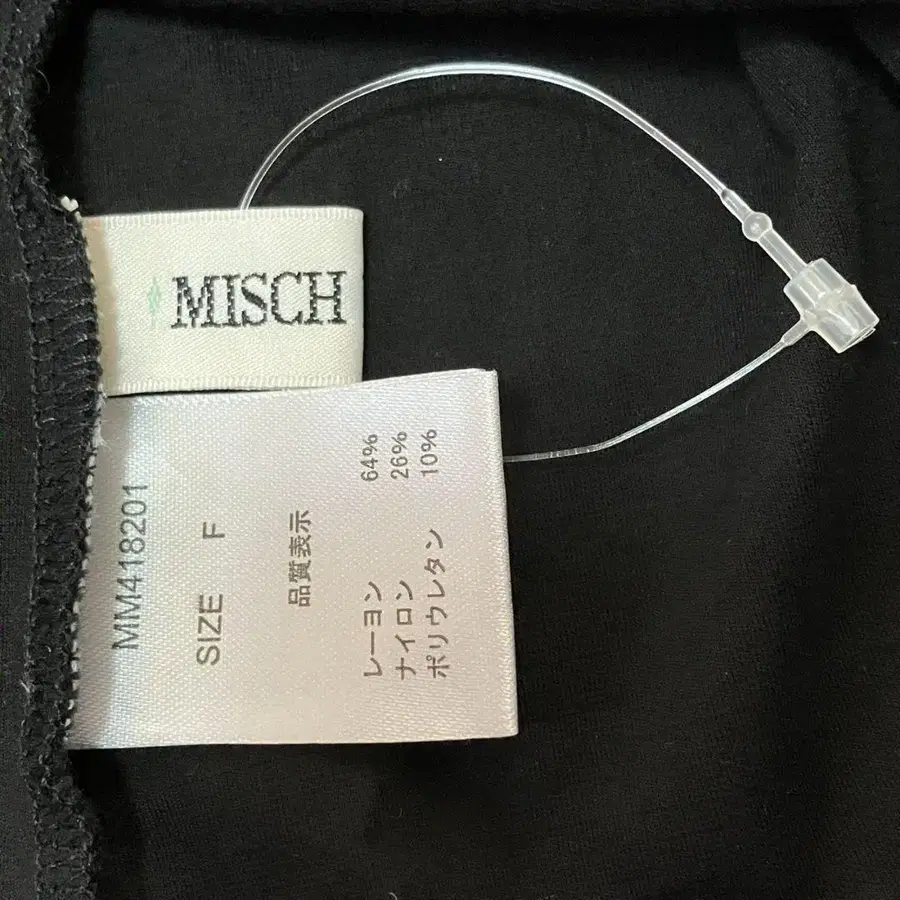 MISCH
MM418201
SIZE F
品質表示
レーヨン 64%
ナイロン 26%
ポリウレタン 10%